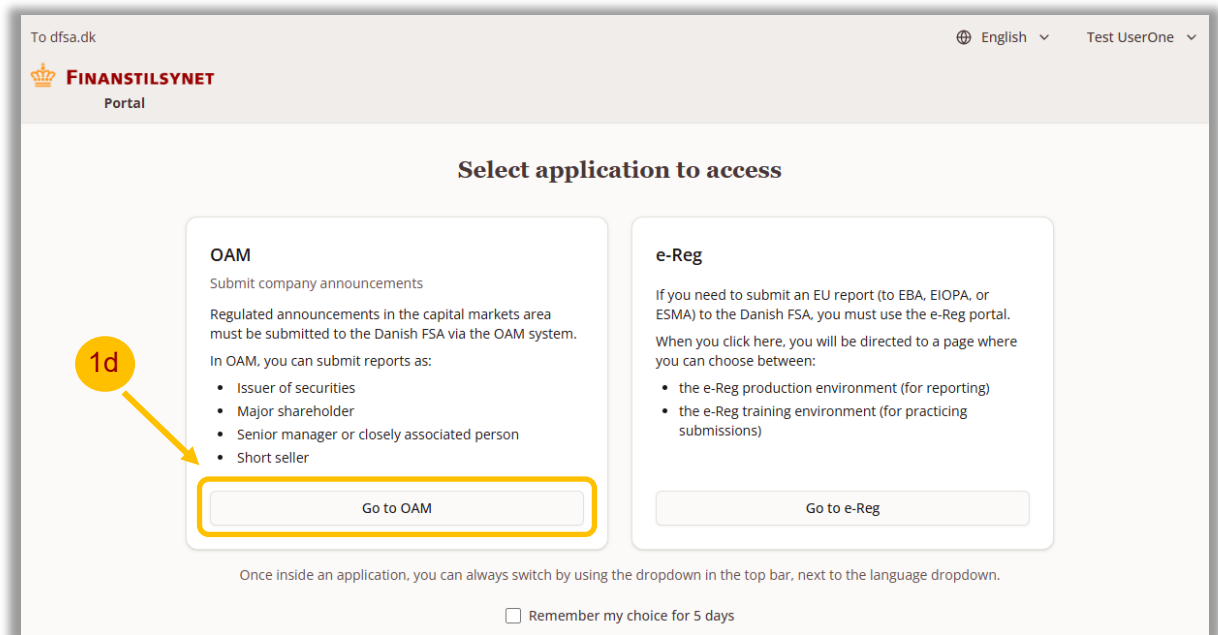 To dfsa.dk
English
Test UserOne
FINANSTILSYNET
Portal
Select application to access
OAM
Submit company announcements
Regulated announcements in the capital markets area
must be submitted to the Danish FSA via the OAM system.
In OAM, you can submit reports as:
• Issuer of securities
• Major shareholder
• Senior manager or closely associated person
• Short seller
Go to OAM
1d
e-Reg
If you need to submit an EU report (to EBA, EIOPA, or
ESMA) to the Danish FSA, you must use the e-Reg portal.
When you click here, you will be directed to a page where
you can choose between:
• the e-Reg production environment (for reporting)
• the e-Reg training environment (for practicing
submissions)
Go to e-Reg
Once inside an application, you can always switch by using the dropdown in the top bar, next to the language dropdown.
Remember my choice for 5 days